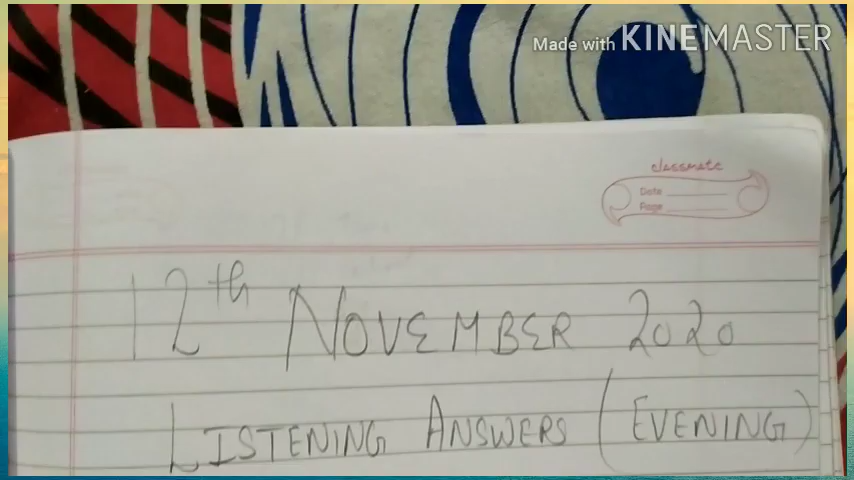 Made with KINEMASTER
classmate
Date
Page
12th NOVEMBER 2020
LISTENING ANSWERS (EVENING)